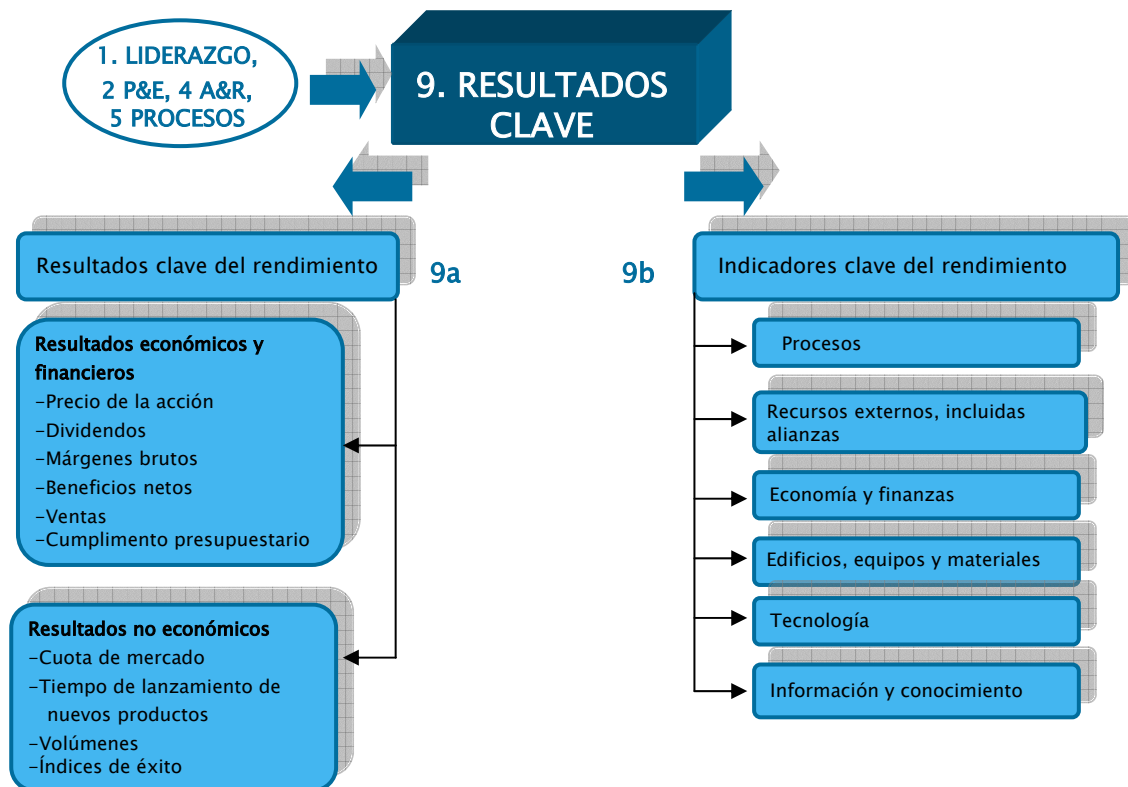 1. LIDERAZGO,
2 P&E, 4 A&R,
5 PROCESOS
9. RESULTADOS
CLAVE
Resultados clave del rendimiento
9a
Resultados económicos y
financieros
-Precio de la acción
-Dividendos
-Márgenes brutos
-Beneficios netos
-Ventas
-Cumplimento presupuestario
Resultados no económicos
-Cuota de mercado
-Tiempo de lanzamiento de
nuevos productos
-Volúmenes
-Índices de éxito
9b
Indicadores clave del rendimiento
Procesos
Recursos externos, incluidas
alianzas
Economía y finanzas
Edificios, equipos y materiales
Tecnología
Información y conocimiento